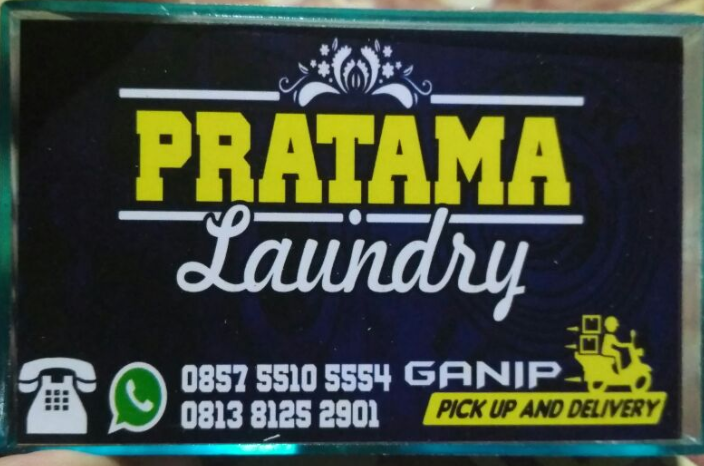 PRATAMA
Laundry
0857 5510 5554 GANIP
0813 8125 2901 PICK UP AND DELIVERY